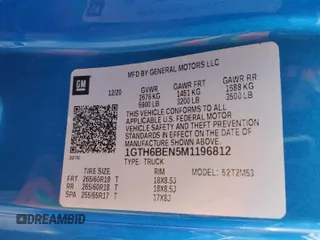 GM
MFD BY GENERAL MOTORS LLC
12/20 GVWR GAWR FRT GAWR RR
2676 KG 1451 KG 1588 KG
5900 LB 3200 LB 3500 LB
THIS VEHICLE CONFORMS TO ALL
APPLICABLE U.S. FEDERAL MOTOR
VEHICLE SAFETY AND THEFT PREVENTION
STANDARDS IN EFFECT ON THE DATE OF
MANUFACTURE SHOWN ABOVE.
1GTH6BEN5M1196812
TYPE: TRUCK
MODEL: 52T2M53
TIRE SIZE RIM
FRT 265/60R18 T 18X8.5J
RR 265/60R18 T 18X8.5J
SPA 255/65R17 T 17X8J
DREAMBID